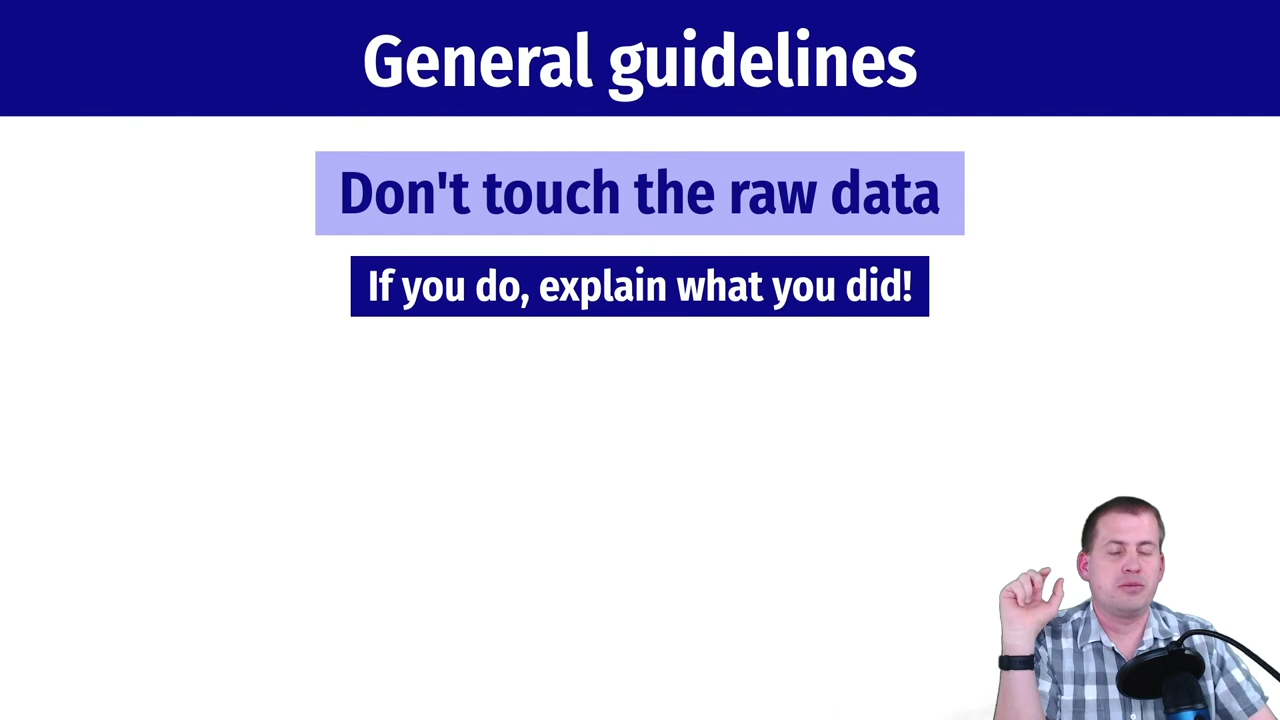 General guidelines
Don't touch the raw data
If you do, explain what you did!